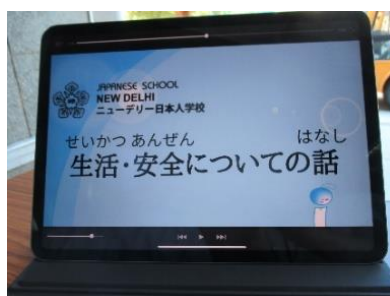 JAPANESE SCHOOL
NEW DELHI
ニューデリー日本人学校
せいかつ あんぜん はなし
生活・安全についての話